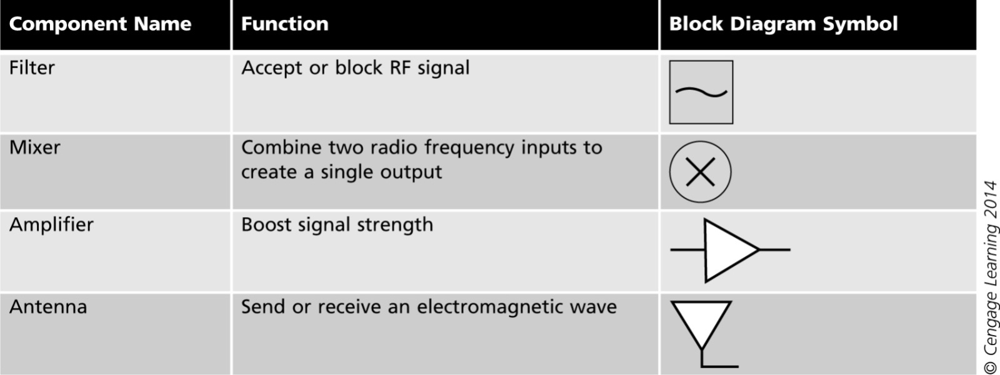 Component Name
Function
Block Diagram Symbol
Filter
Accept or block RF signal
Mixer
Combine two radio frequency inputs to
create a single output
Amplifier
Boost signal strength
Antenna
Send or receive an electromagnetic wave
© Cengage Learning 2014